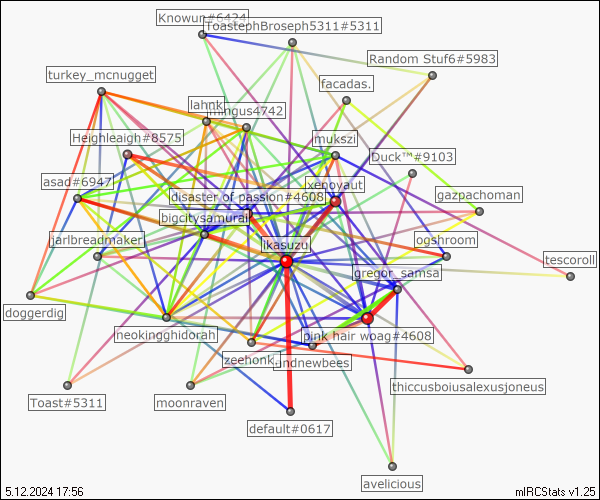 Knowur#6424
ToastephBroseph5311#5311
Random Stuf6#5983
turkey_mcnugget
facadas.
lahnk
mingus4742
Heighleaigh#8575
mukszi
Duck™#9103
asad#6947
xenoyaut
disaster of passion#4608
gazpachoman
bigcitysamurai
jarlbreadmaker
ikasuzu
ogshroom
tescoroll
gregor_samsa
doggerdig
neokingghidorah
pink hair woag#4608
zeehonk.
thiccusboiusalexusjoneus
Toast#5311
moonraven
default#0617
avelicious
5.12.2024 17:56
mIRCStats v1.25